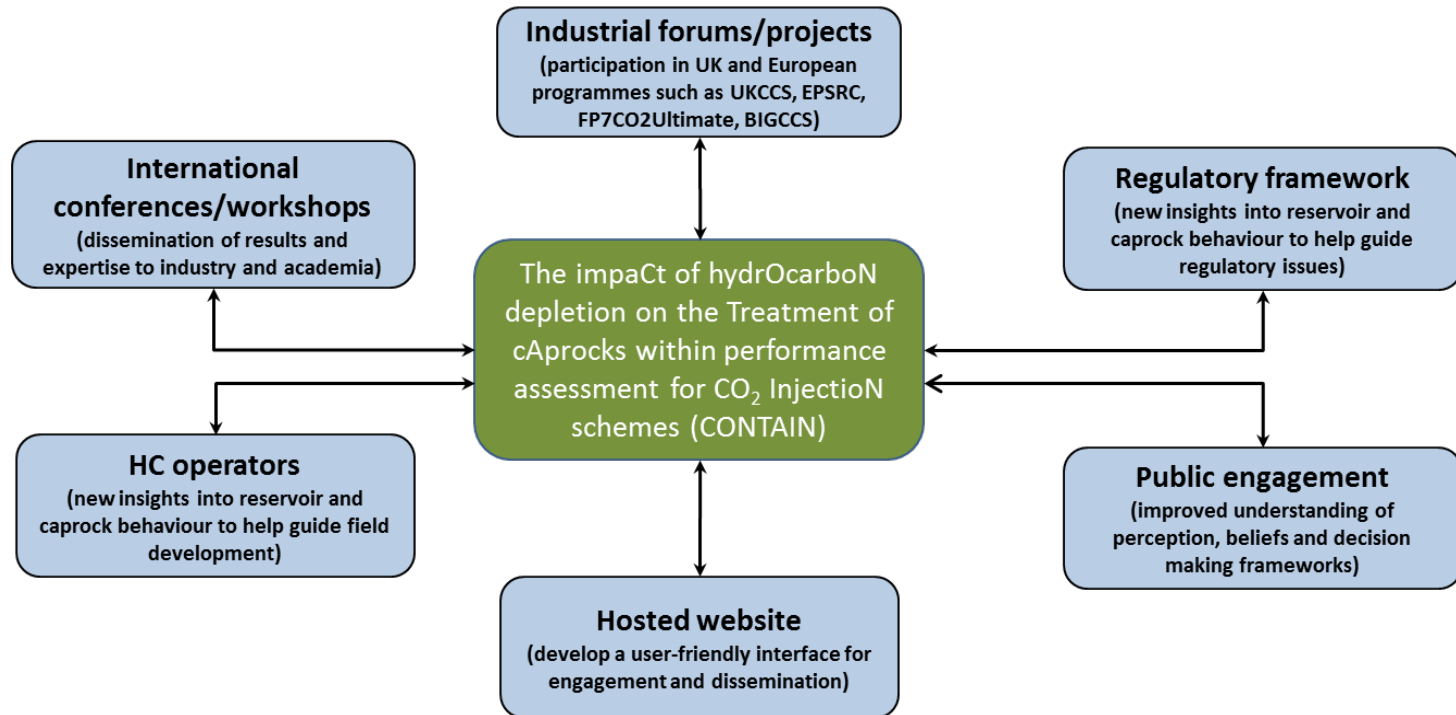 Industrial forums/projects
(participation in UK and European
programmes such as UKCCS, EPSRC,
FP7CO2Ultimate, BIGCCS)
International
conferences/workshops
(dissemination of results and
expertise to industry and academia)
Regulatory framework
(new insights into reservoir and
caprock behaviour to help guide
regulatory issues)
The impaCt of hydrOcarboN
depletion on the Treatment of
cAprocks within performance
assessment for CO₂ InjectioN
schemes (CONTAIN)
HC operators
(new insights into reservoir and
caprock behaviour to help guide field
development)
Public engagement
(improved understanding of
perception, beliefs and decision
making frameworks)
Hosted website
(develop a user-friendly interface for
engagement and dissemination)